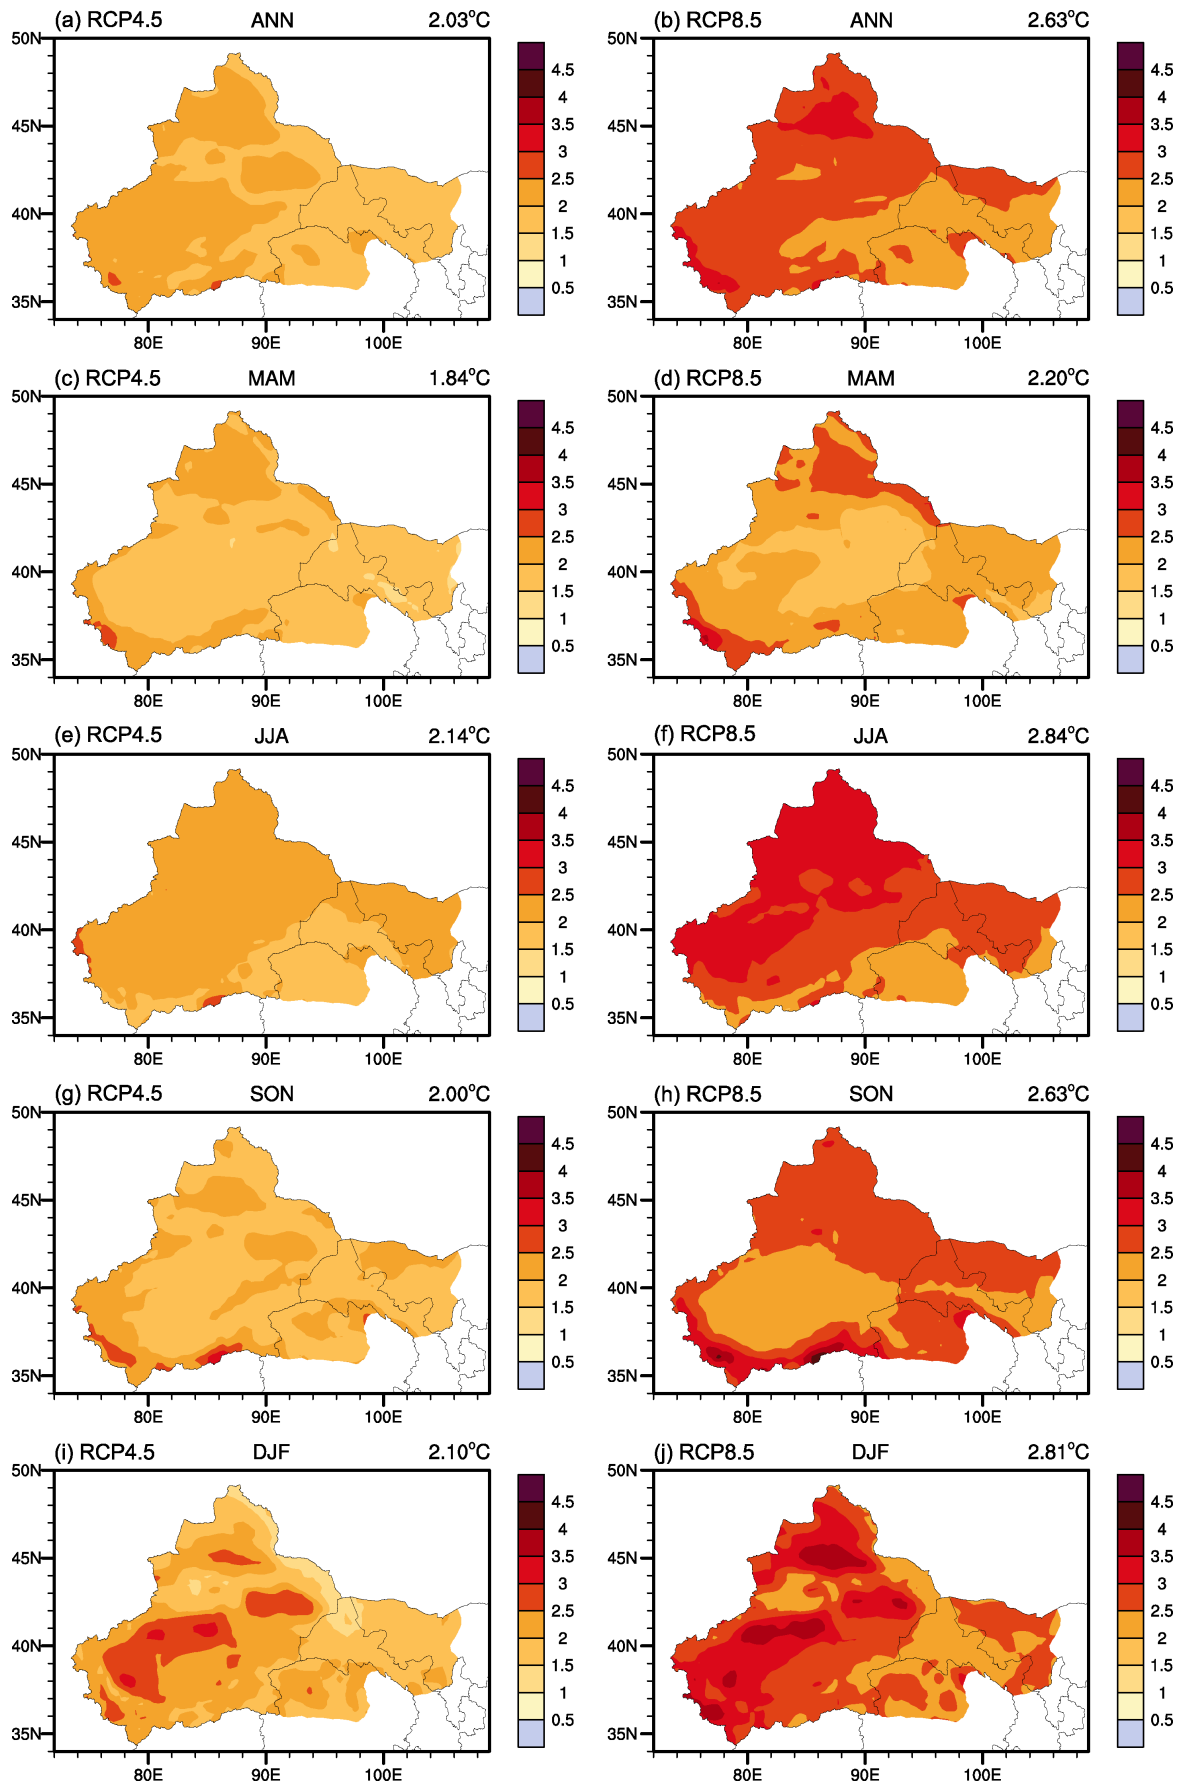 (a) RCP4.5 ANN 2.03°C
50N
45N
40N
35N
80E 90E 100E
4.5
4
3.5
3
2.5
2
1.5
1
0.5
(b) RCP8.5 ANN 2.63°C
50N
45N
40N
35N
80E 90E 100E
4.5
4
3.5
3
2.5
2
1.5
1
0.5
(c) RCP4.5 MAM 1.84°C
50N
45N
40N
35N
80E 90E 100E
4.5
4
3.5
3
2.5
2
1.5
1
0.5
(d) RCP8.5 MAM 2.20°C
50N
45N
40N
35N
80E 90E 100E
4.5
4
3.5
3
2.5
2
1.5
1
0.5
(e) RCP4.5 JJA 2.14°C
50N
45N
40N
35N
80E 90E 100E
4.5
4
3.5
3
2.5
2
1.5
1
0.5
(f) RCP8.5 JJA 2.84°C
50N
45N
40N
35N
80E 90E 100E
4.5
4
3.5
3
2.5
2
1.5
1
0.5
(g) RCP4.5 SON 2.00°C
50N
45N
40N
35N
80E 90E 100E
4.5
4
3.5
3
2.5
2
1.5
1
0.5
(h) RCP8.5 SON 2.63°C
50N
45N
40N
35N
80E 90E 100E
4.5
4
3.5
3
2.5
2
1.5
1
0.5
(i) RCP4.5 DJF 2.10°C
50N
45N
40N
35N
80E 90E 100E
4.5
4
3.5
3
2.5
2
1.5
1
0.5
(j) RCP8.5 DJF 2.81°C
50N
45N
40N
35N
80E 90E 100E
4.5
4
3.5
3
2.5
2
1.5
1
0.5